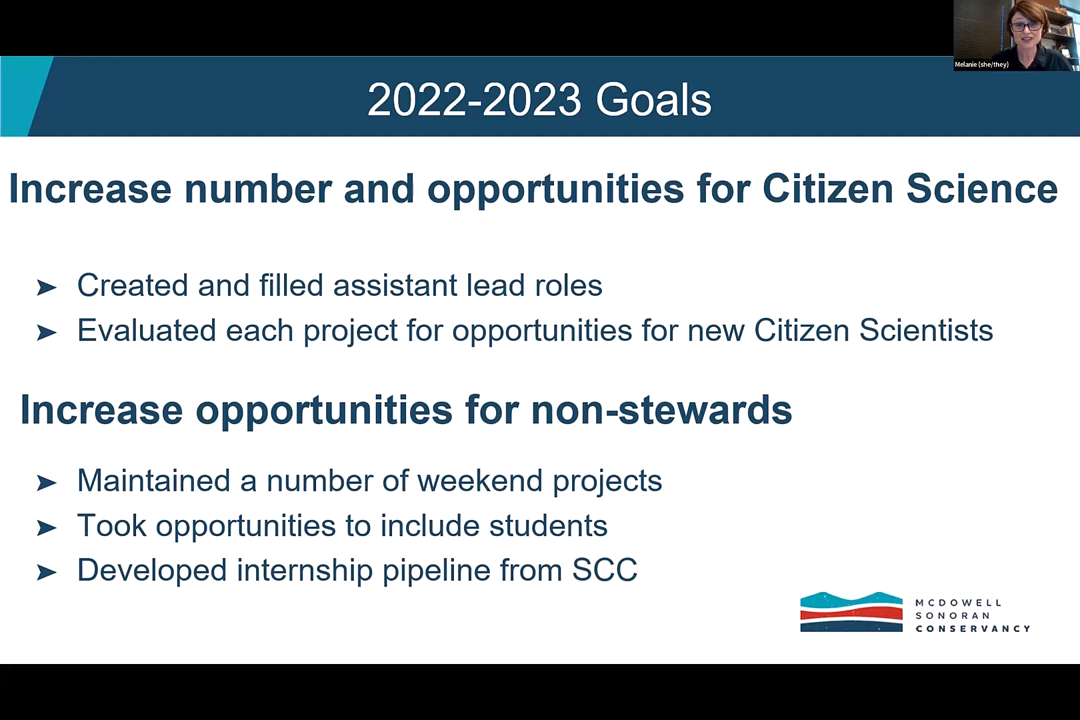 Melanie (she/they)
2022-2023 Goals
Increase number and opportunities for Citizen Science
➤ Created and filled assistant lead roles
➤ Evaluated each project for opportunities for new Citizen Scientists
Increase opportunities for non-stewards
➤ Maintained a number of weekend projects
➤ Took opportunities to include students
➤ Developed internship pipeline from SCC
MCDOWELL
SONORAN
CONSERVANCY